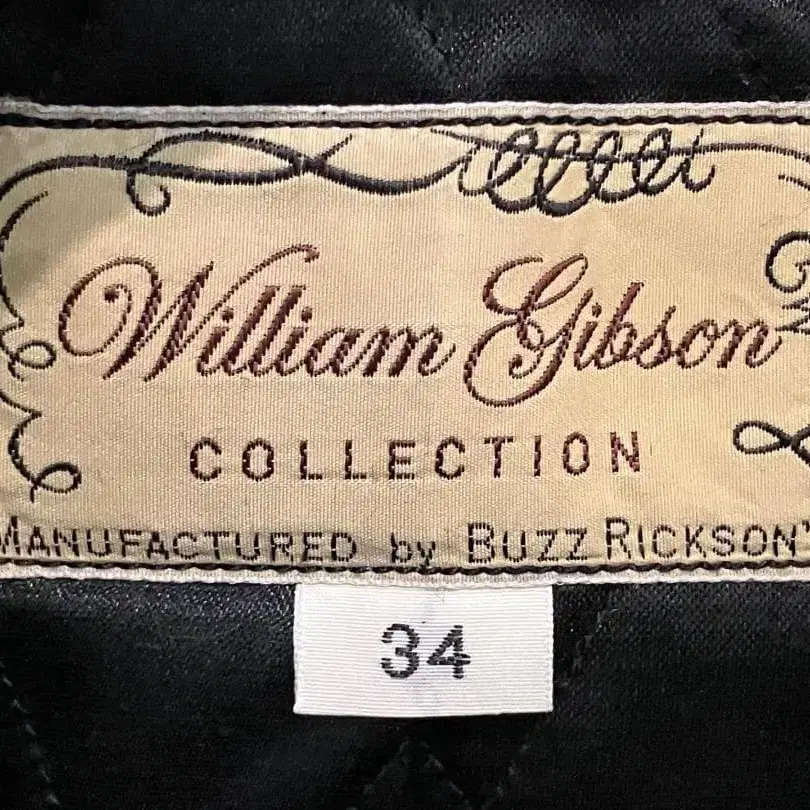 William Gibson
COLLECTION
MANUFACTURED by BUZZ RICKSON'
34